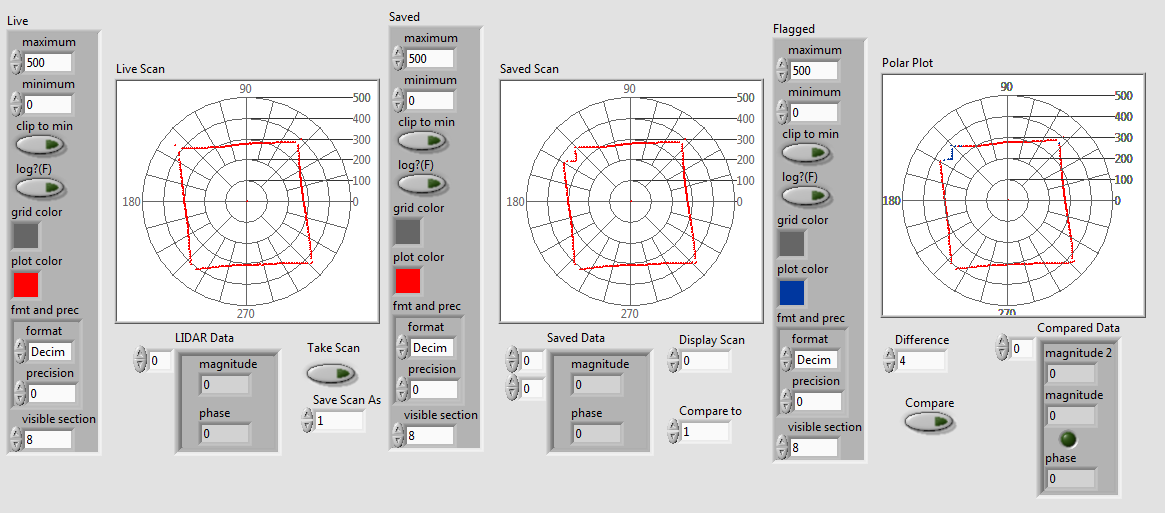 Live
maximum
500
minimum
0
clip to min
log?(F)
grid color
plot color
fmt and prec
format
Decim
precision
0
visible section
8
Live Scan
90
500
400
300
200
100
0
180
270
LIDAR Data
0
magnitude
0
phase
0
Take Scan
Save Scan As
1
Saved
maximum
500
minimum
0
clip to min
log?(F)
grid color
plot color
fmt and prec
format
Decim
precision
0
visible section
8
Saved Scan
90
500
400
300
200
100
0
180
270
Saved Data
0
0
magnitude
0
phase
0
Display Scan
0
Compare to
1
Flagged
maximum
500
minimum
0
clip to min
log?(F)
grid color
plot color
fmt and prec
format
Decim
precision
0
visible section
8
Polar Plot
90
500
400
300
200
100
0
180
270
Difference
4
Compare
Compared Data
0
magnitude 2
0
magnitude
0
phase
0